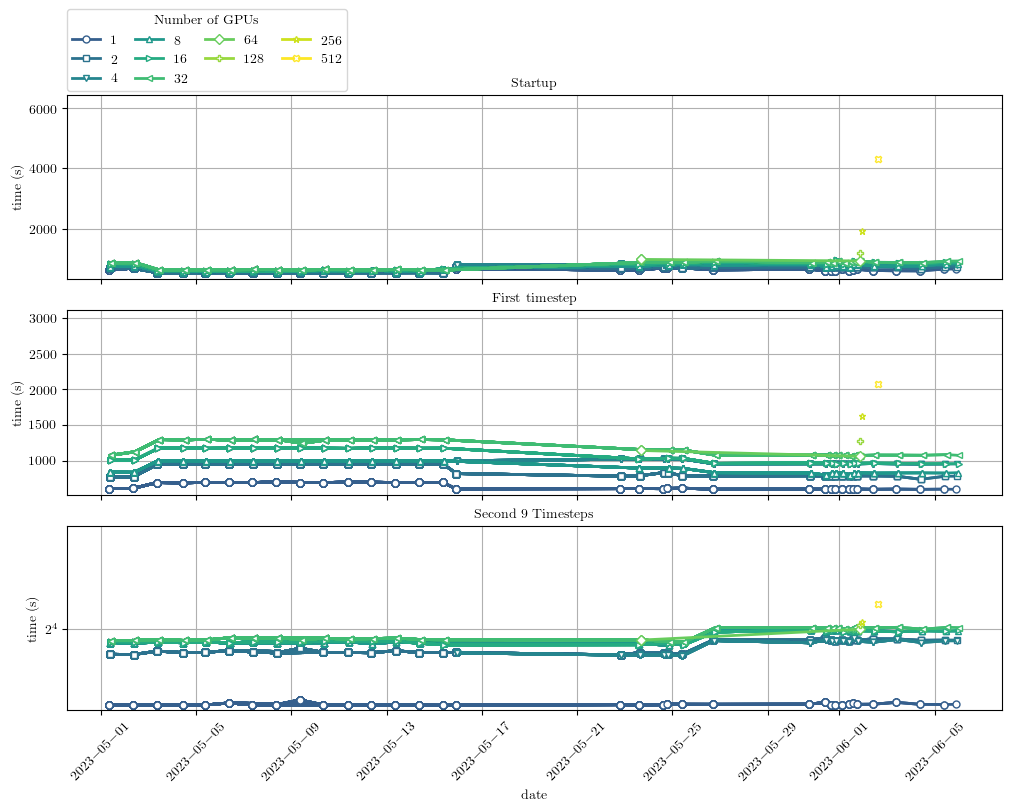 Number of GPUs
1 8 64 256
2 16 128 512
4 32
Startup
6000
4000
2000
time (s)
First timestep
3000
2500
2000
1500
1000
time (s)
Second 9 Timesteps
2^4
time (s)
2023−05−01 2023−05−05 2023−05−09 2023−05−13 2023−05−17 2023−05−21 2023−05−25 2023−05−29 2023−06−01 2023−06−05
date